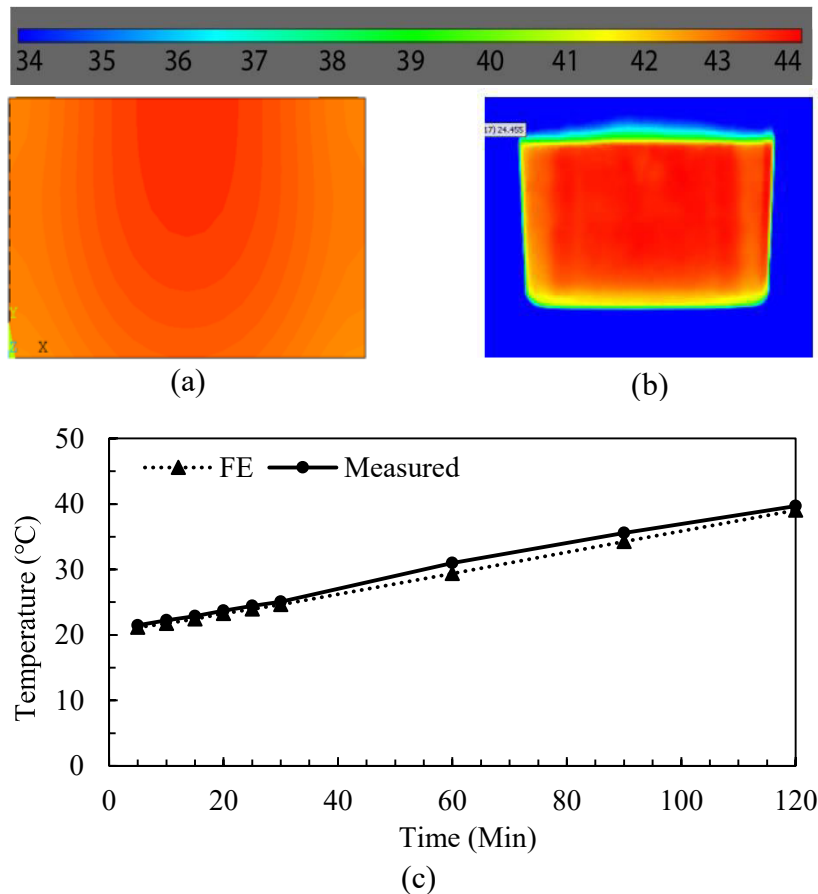 34 35 36 37 38 39 40 41 42 43 44
17) 24.455
Y
Z X
(a)
(b)
50
40
30
20
10
0
FE Measured
Temperature (°C)
0 20 40 60 80 100 120
Time (Min)
(c)